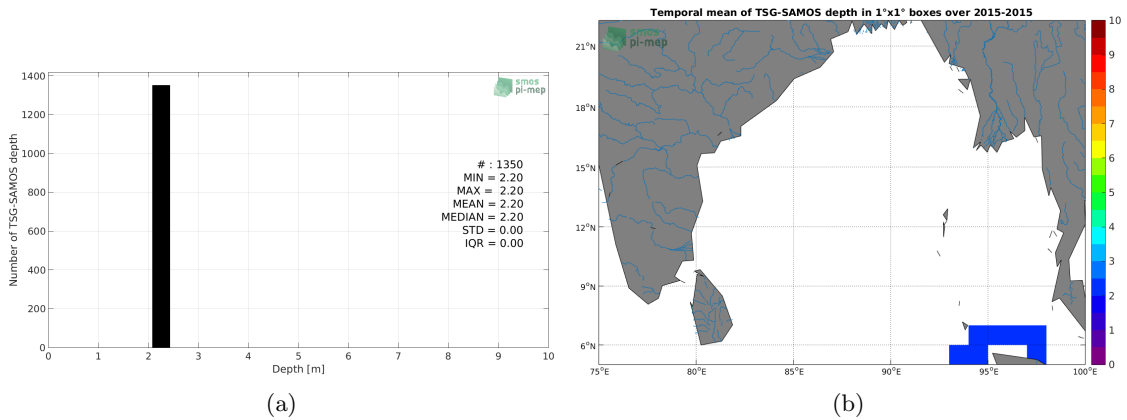 1400
1200
1000
800
600
400
200
0
Number of TSG-SAMOS depth
smos
pi-mep
# : 1350
MIN = 2.20
MAX = 2.20
MEAN = 2.20
MEDIAN = 2.20
STD = 0.00
IQR = 0.00
0 1 2 3 4 5 6 7 8 9 10
Depth [m]
(a)
Temporal mean of TSG-SAMOS depth in 1°x1° boxes over 2015-2015
smos
pi-mep
21°N
18°N
15°N
12°N
9°N
6°N
75°E 80°E 85°E 90°E 95°E 100°E
10
9
8
7
6
5
4
3
2
1
0
(b)